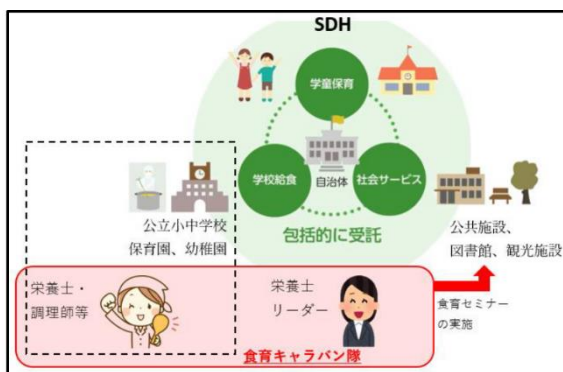 SDH
学童保育
学校給食
自治体
社会サービス
包括的に受託
公立小中学校
保育園、幼稚園
公共施設、
図書館、観光施設
栄養士・
調理師等
栄養士
リーダー
食育セミナー
の実施
食育キャラバン隊